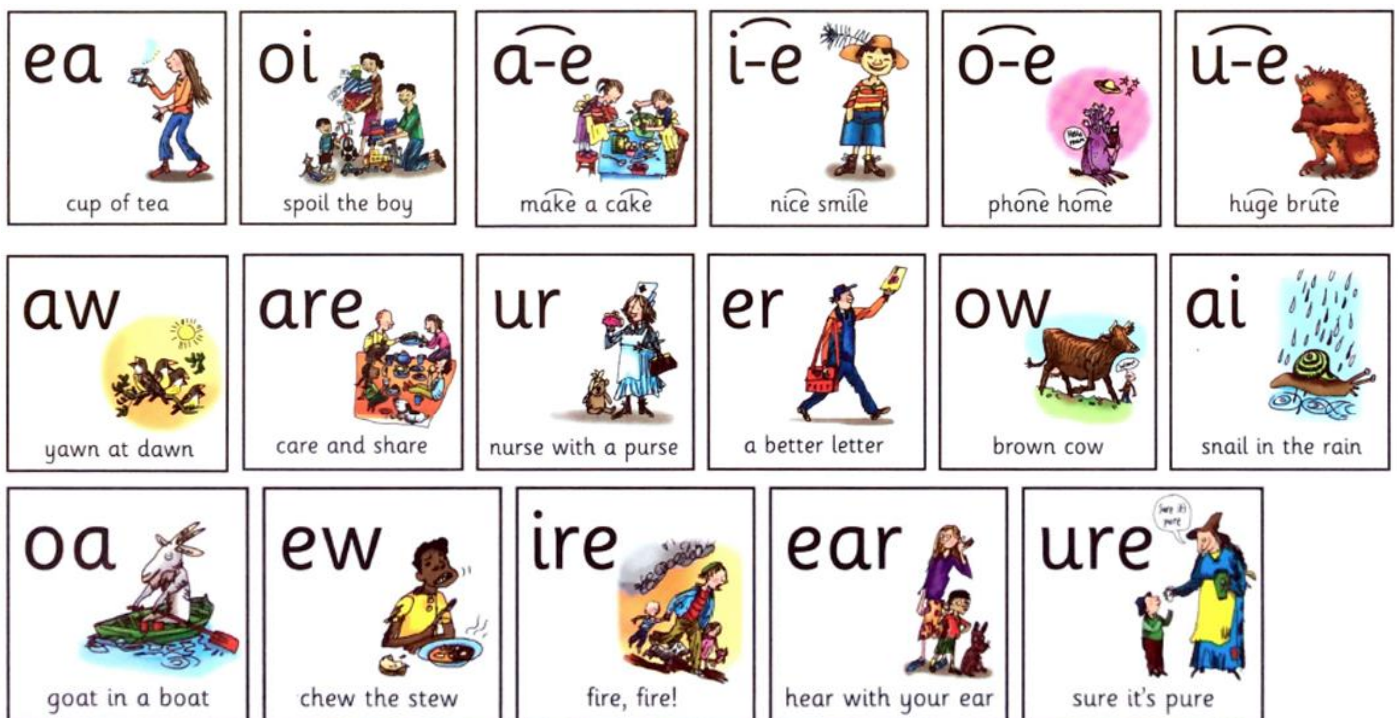 ea
cup of tea
oi
spoil the boy
a-e
make a cake
i-e
nice smile
o-e
phone home
u-e
huge brute
aw
yawn at dawn
are
care and share
ur
nurse with a purse
er
a better letter
ow
brown cow
ai
snail in the rain
oa
goat in a boat
ew
chew the stew
ire
fire, fire!
ear
hear with your ear
ure
Sure it's
pure
sure it's pure